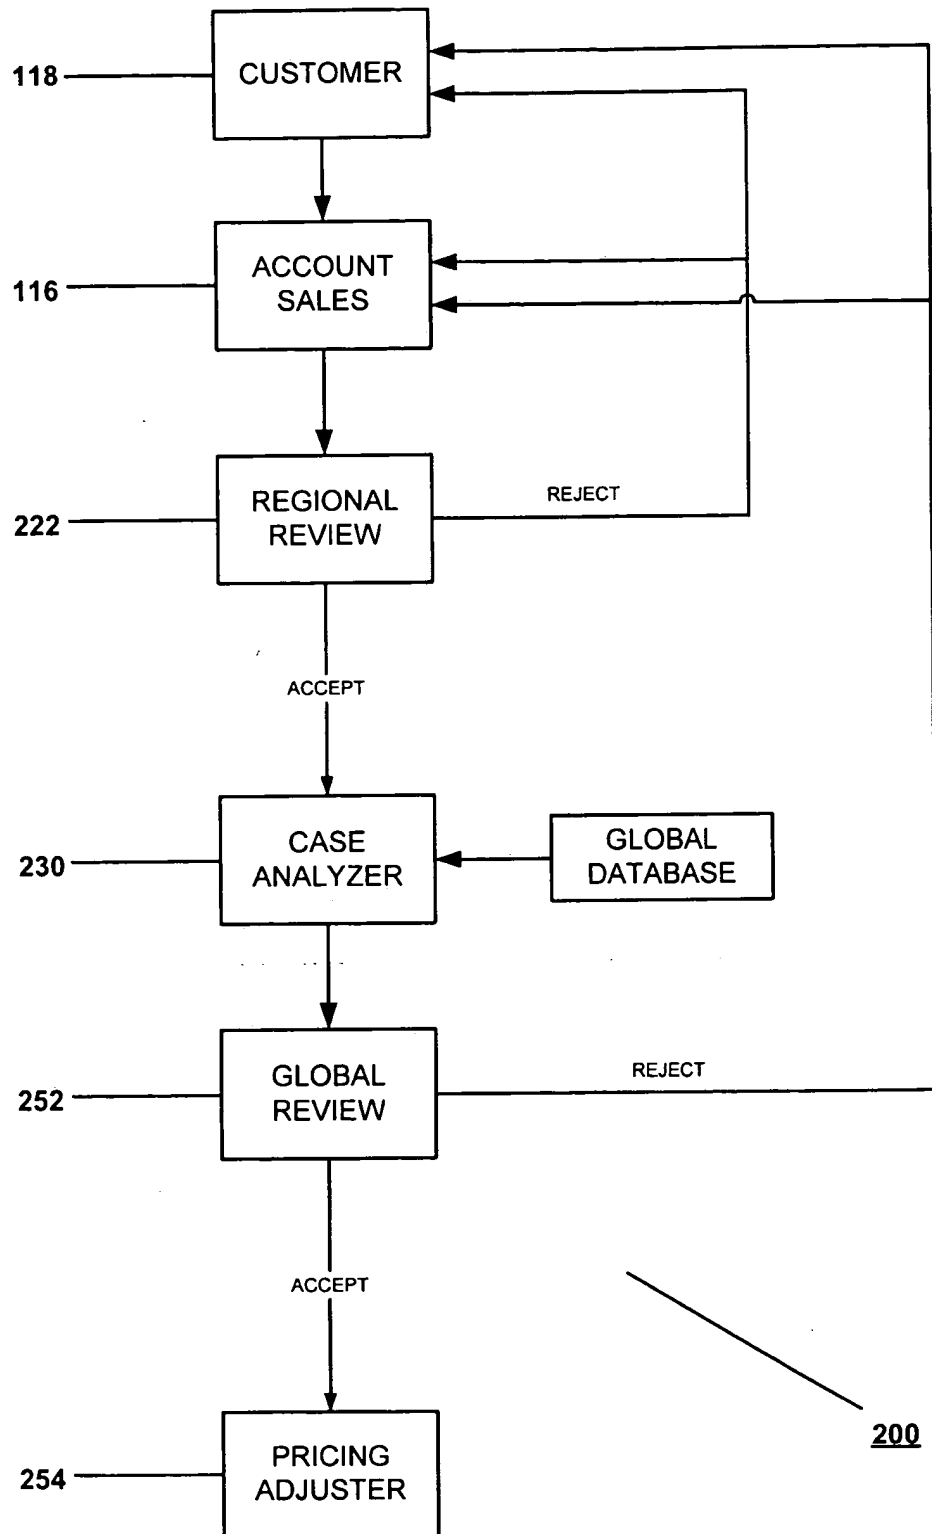 118
CUSTOMER
116
ACCOUNT
SALES
222
REGIONAL
REVIEW
REJECT
ACCEPT
230
CASE
ANALYZER
GLOBAL
DATABASE
252
GLOBAL
REVIEW
REJECT
ACCEPT
200
254
PRICING
ADJUSTER